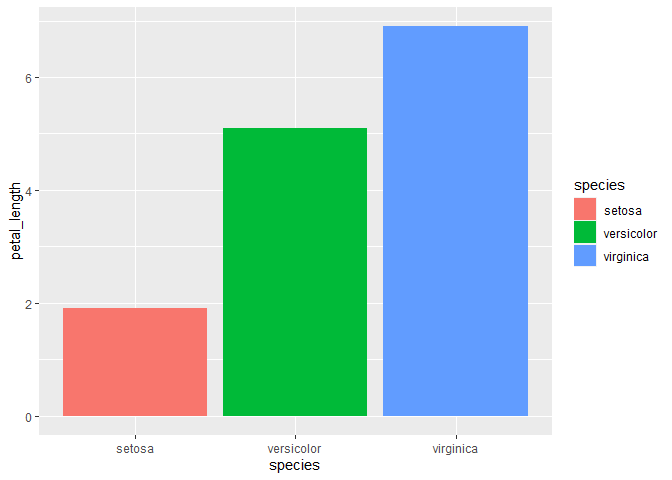 petal_length
6
4
2
0
setosa
versicolor
virginica
species
species
setosa
versicolor
virginica